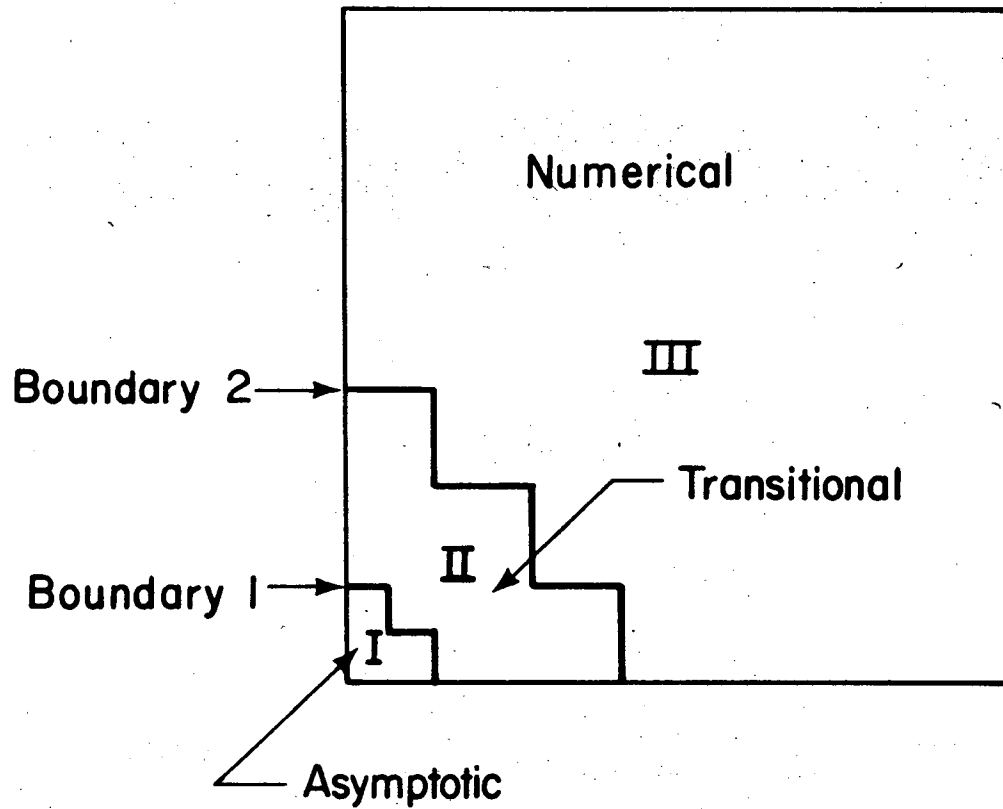 Numerical
III
Boundary 2
Transitional
II
Boundary 1
I
Asymptotic